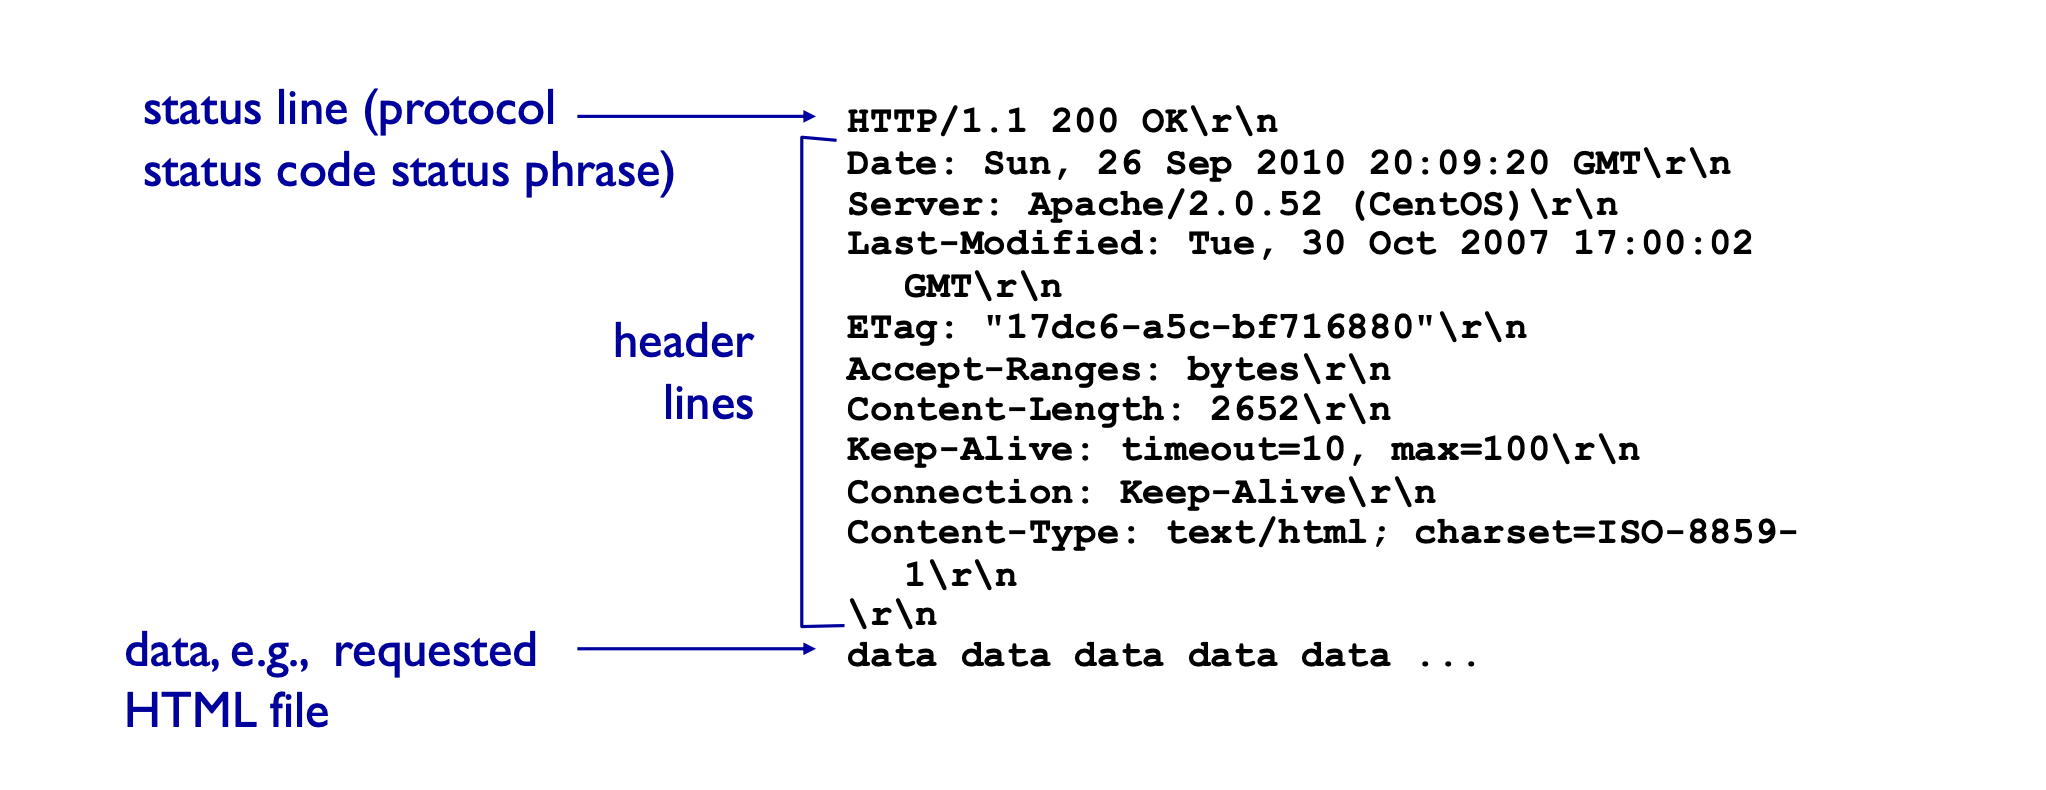 status line (protocol
status code status phrase)
header
lines
data, e.g., requested
HTML file
HTTP/1.1 200 OK\r\n
Date: Sun, 26 Sep 2010 20:09:20 GMT\r\n
Server: Apache/2.0.52 (CentOS)\r\n
Last-Modified: Tue, 30 Oct 2007 17:00:02
GMT\r\n
ETag: "17dc6-a5c-bf716880"\r\n
Accept-Ranges: bytes\r\n
Content-Length: 2652\r\n
Keep-Alive: timeout=10, max=100\r\n
Connection: Keep-Alive\r\n
Content-Type: text/html; charset=ISO-8859-
1\r\n
\r\n
data data data data data ...